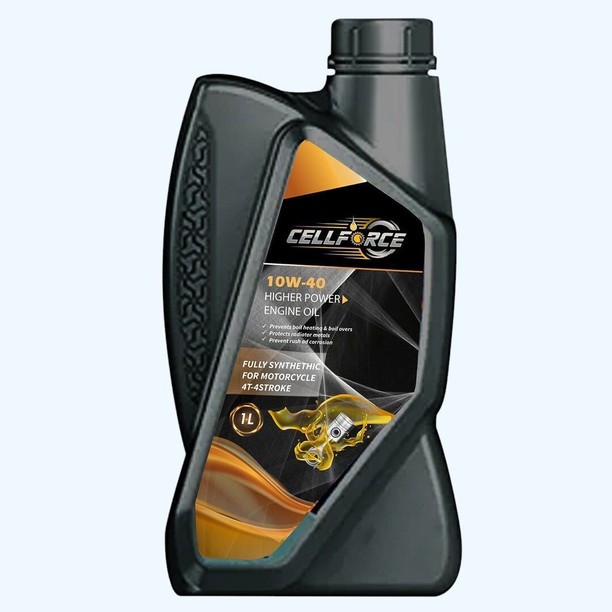 CELLFORCE
10W-40
HIGHER POWER
ENGINE OIL
✓ Prevents boil heating & boil overs
✓ Protects radiator metals
✓ Prevent rush od corrosion
FULLY SYNTHETHIC
FOR MOTORCYCLE
4T-4STROKE
1L